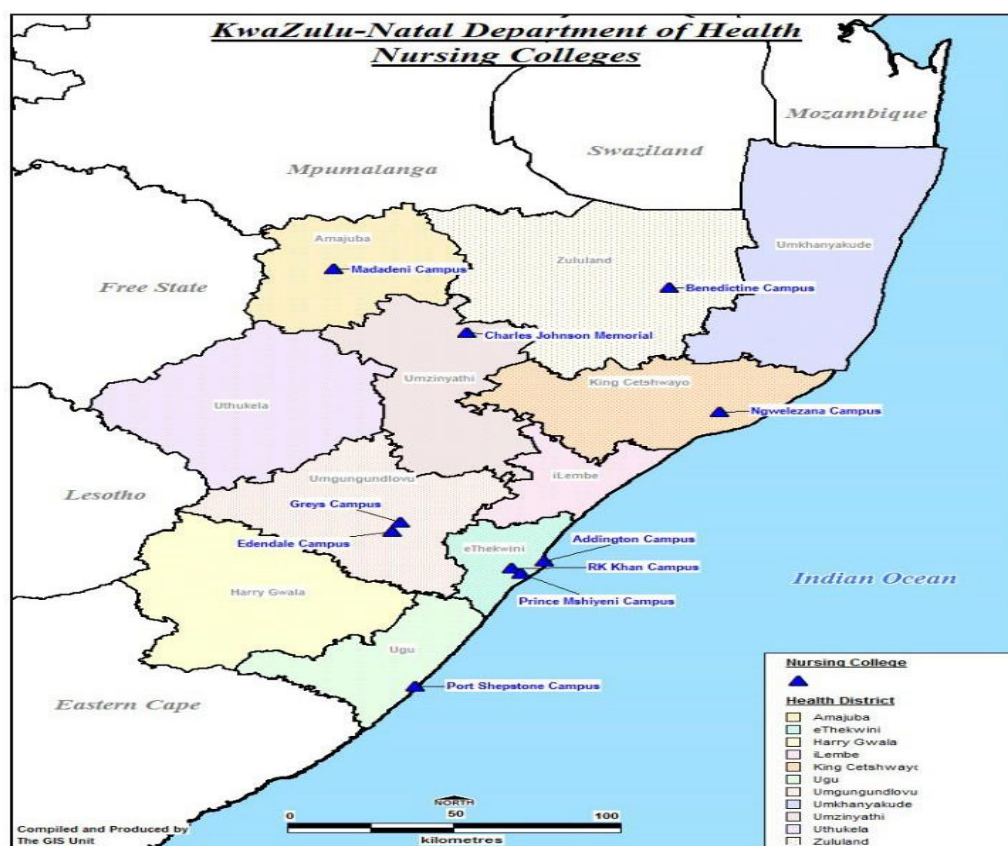 KwaZulu-Natal Department of Health
Nursing Colleges
Mozambique
Swaziland
Mpumalanga
Amajuba
Umkhanyakude
Zululand
Madadeni Campus
Free State
Benedictine Campus
Charles Johnson Memorial
Umzinyathi
King Cetshwayo
Uthukela
Ngwelezana Campus
Umgungundlovu
iLembe
Lesotho
Greys Campus
Edendale Campus
eThekwini
Addington Campus
RK Khan Campus
Indian Ocean
Harry Gwala
Prince Mshiyeni Campus
Ugu
Port Shepstone Campus
Eastern Cape
Nursing College
Health District
Amajuba
eThekwini
Harry Gwala
iLembe
King Cetshwayo
Ugu
Umgungundlovu
Umkhanyakude
Umzinyathi
Uthukela
Zululand
NORTH
0 50 100
kilometres
Compiled and Produced by
The GIS Unit